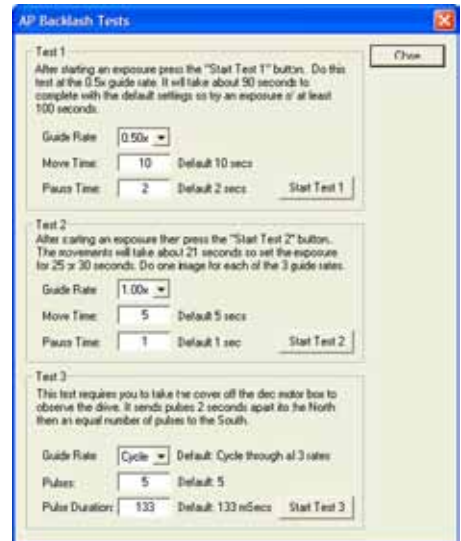 AP Backlash Tests
Close
Test 1
After starting an exposure press the "Start Test 1" button. Do this
test at the 0.5x guide rate. It will take about 90 seconds to
complete with the default settings so try an exposure of at least
100 seconds.
Guide Rate 0.50x
Move Time: 10 Default 10 secs
Pause Time: 2 Default 2 secs Start Test 1
Test 2
After starting an exposure then press the "Start Test 2" button.
The movements will take about 21 seconds so set the exposure
for 25 or 30 seconds. Do one image for each of the 3 guide rates.
Guide Rate 1.00x
Move Time: 5 Default 5 secs
Pause Time: 1 Default 1 sec Start Test 2
Test 3
This test requires you to take the cover off the dec motor box to
observe the drive. It sends pulses 2 seconds apart to the North
then an equal number of pulses to the South.
Guide Rate Cycle Default: Cycle through all 3 rates
Pulses: 5 Default: 5
Pulse Duration: 133 Default: 133 mSecs Start Test 3